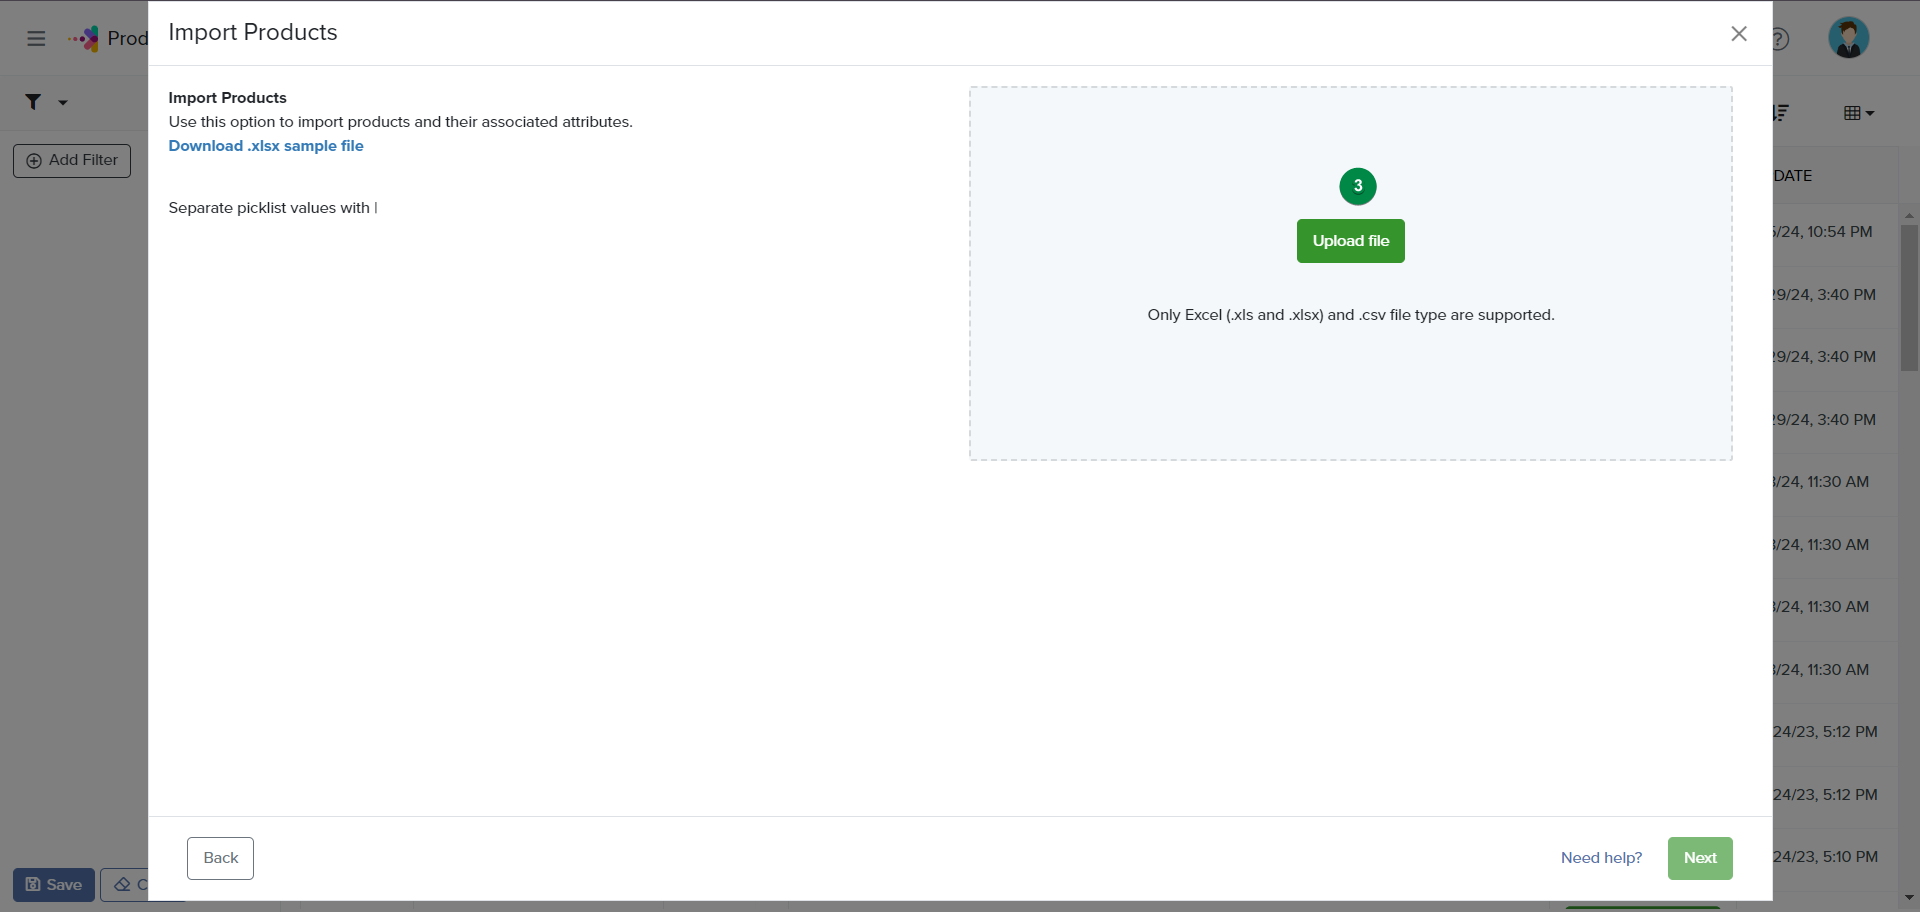 Import Products
Prod
Import Products
Use this option to import products and their associated attributes.
Download .xlsx sample file
Add Filter
Separate picklist values with |
3
Upload file
Only Excel (.xls and .xlsx) and .csv file type are supported.
?
DATE
/24, 10:54 PM
29/24, 3:40 PM
29/24, 3:40 PM
29/24, 3:40 PM
/24, 11:30 AM
/24, 11:30 AM
/24, 11:30 AM
/24, 11:30 AM
24/23, 5:12 PM
24/23, 5:12 PM
24/23, 5:10 PM
Back
Need help?
Next
Save
C